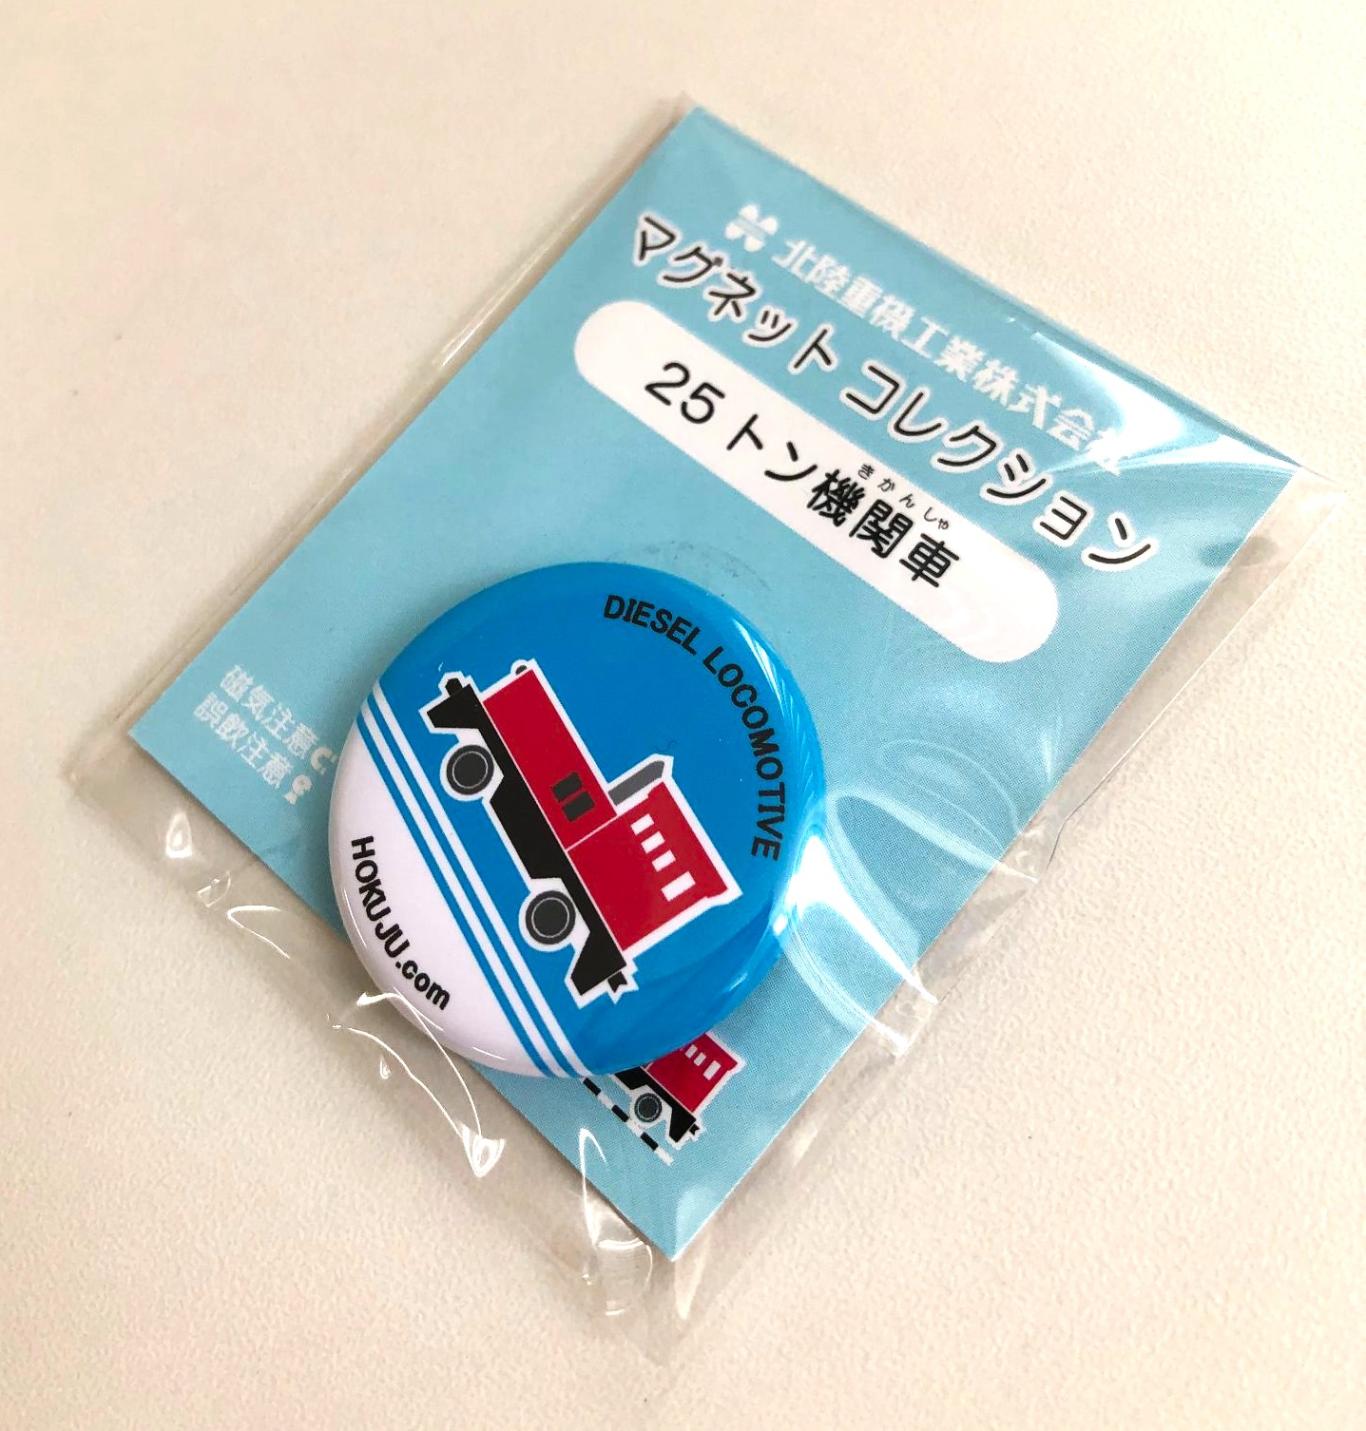 北陸重機工業株式会社
マグネット コレクション
きかんしゃ
25トン機関車
DIESEL LOCOMOTIVE
HOKUJU.com
磁気注意
誤飲注意